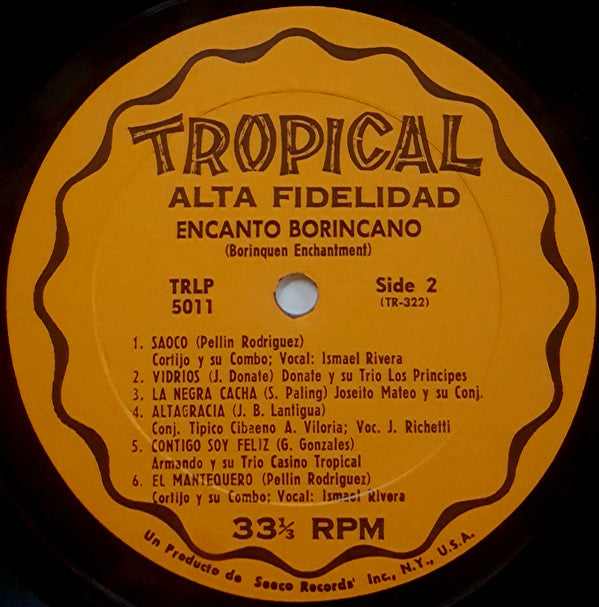 TROPICAL
ALTA FIDELIDAD
ENCANTO BORINCANO
(Borinquen Enchantment)
TRLP 5011
Side 2
(TR-322)
1. SAOCO (Pellin Rodriguez)
Cortijo y su Combo; Vocal: Ismael Rivera
2. VIDRIOS (J. Donate) Donate y su Trio Los Principes
3. LA NEGRA CACHA (S. Paling) Joseito Mateo y su Conj.
4. ALTAGRACIA (J. B. Lantigua)
Conj. Tipico Cibaeno A. Viloria; Voc. J. Richetti
5. CONTIGO SOY FELIZ (G. Gonzales)
Armando y su Trio Casino Tropical
6. EL MANTEQUERO (Pellin Rodriguez)
Cortijo y su Combo; Vocal: Ismael Rivera
33⅓ RPM
Un Producto de Seeco Records' Inc., N.Y., U.S.A.